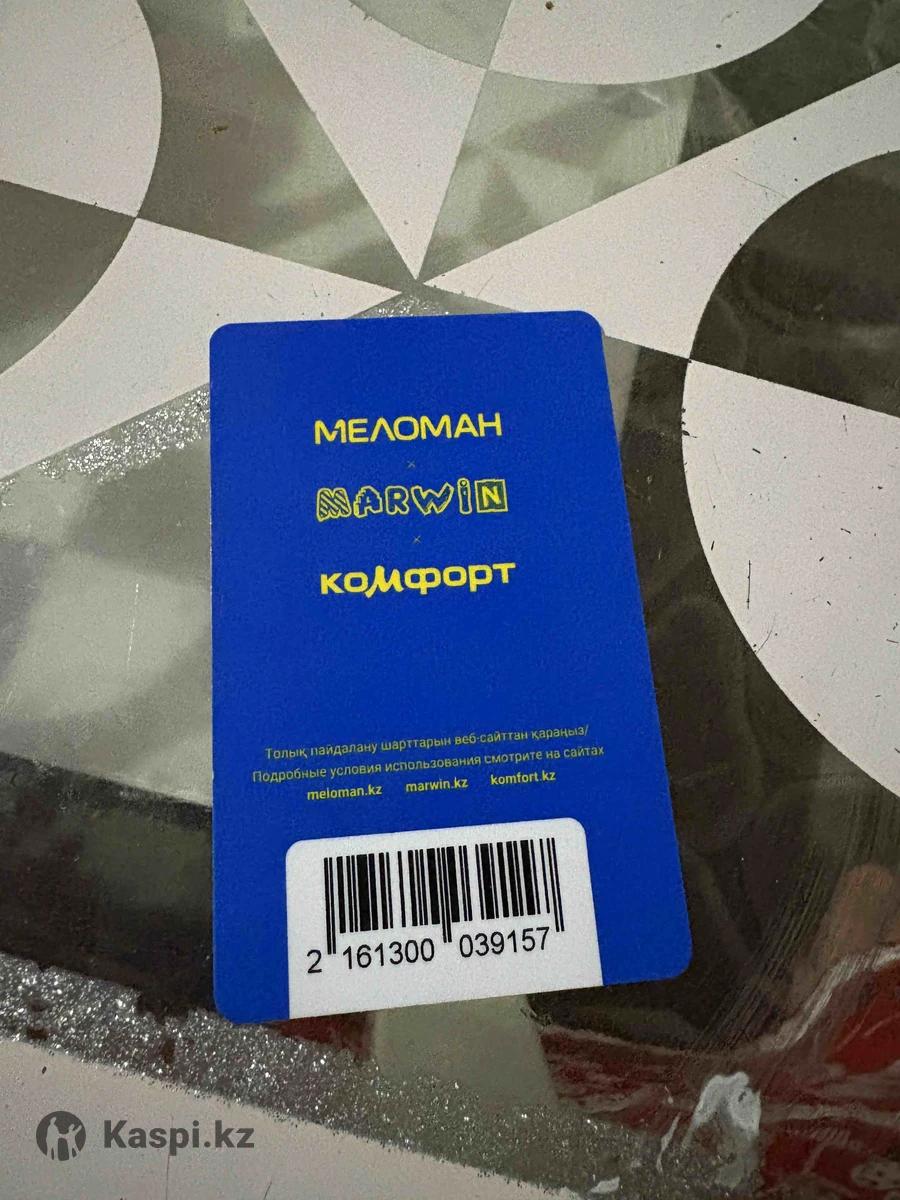 МЕЛОМАН
×
MARWiN
×
комфорт
Толық пайдалану шарттарын веб-сайттан қараңыз/
Подробные условия использования смотрите на сайтах
meloman.kz marwin.kz komfort.kz
2 161300 039157
Kaspi.kz